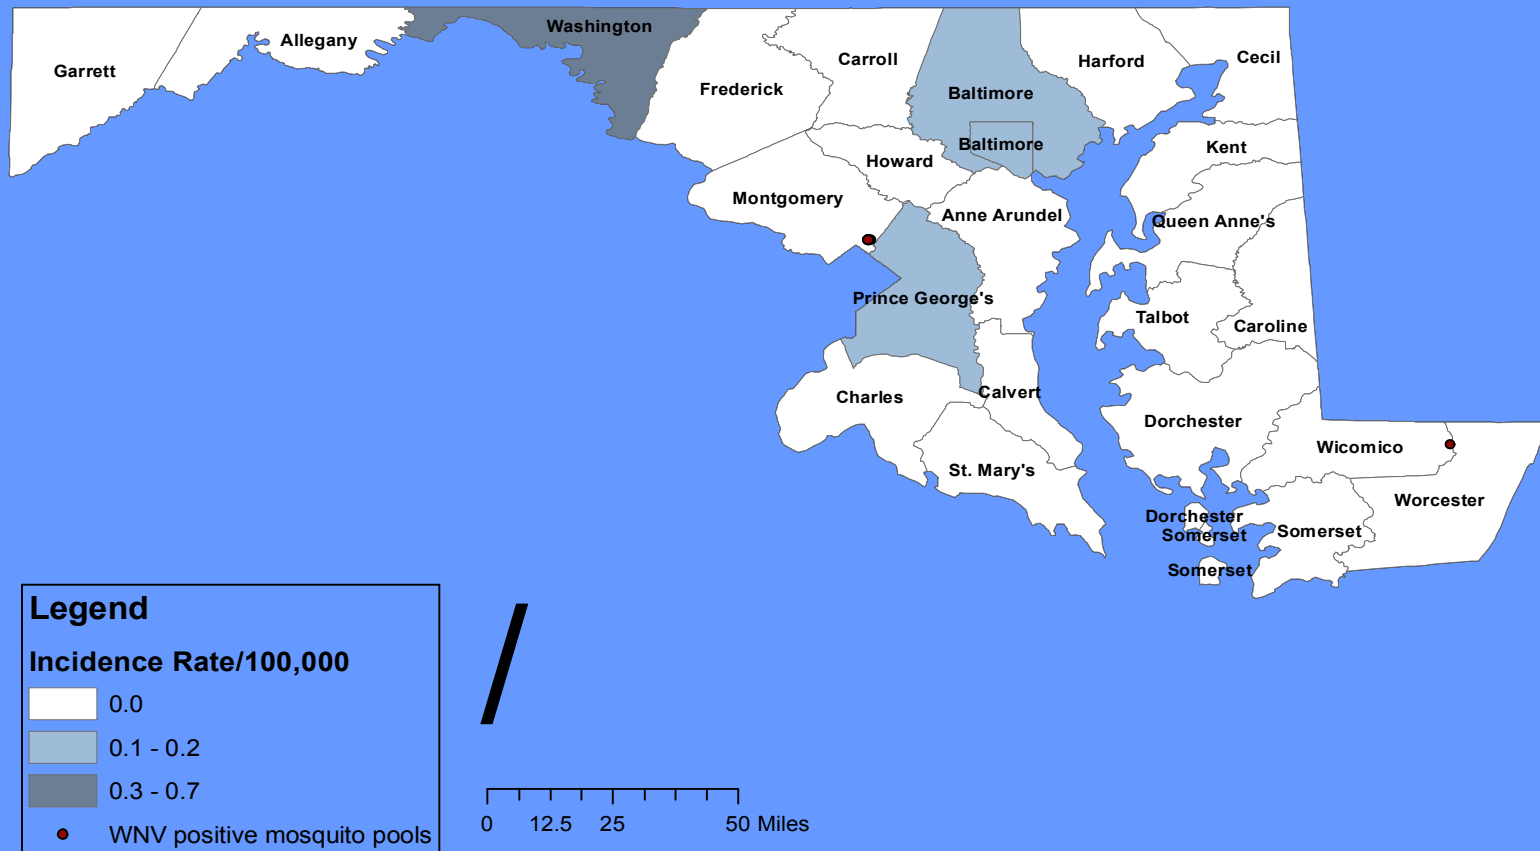 Washington
Allegany
Garrett
Carroll
Harford
Cecil
Frederick
Baltimore
Baltimore
Kent
Howard
Montgomery
Anne Arundel
Queen Anne's
Prince George's
Talbot
Caroline
Charles
Calvert
Dorchester
Wicomico
St. Mary's
Worcester
Dorchester
Somerset
Somerset
Somerset
Legend
Incidence Rate/100,000
0.0
0.1 - 0.2
0.3 - 0.7
WNV positive mosquito pools
0 12.5 25 50 Miles